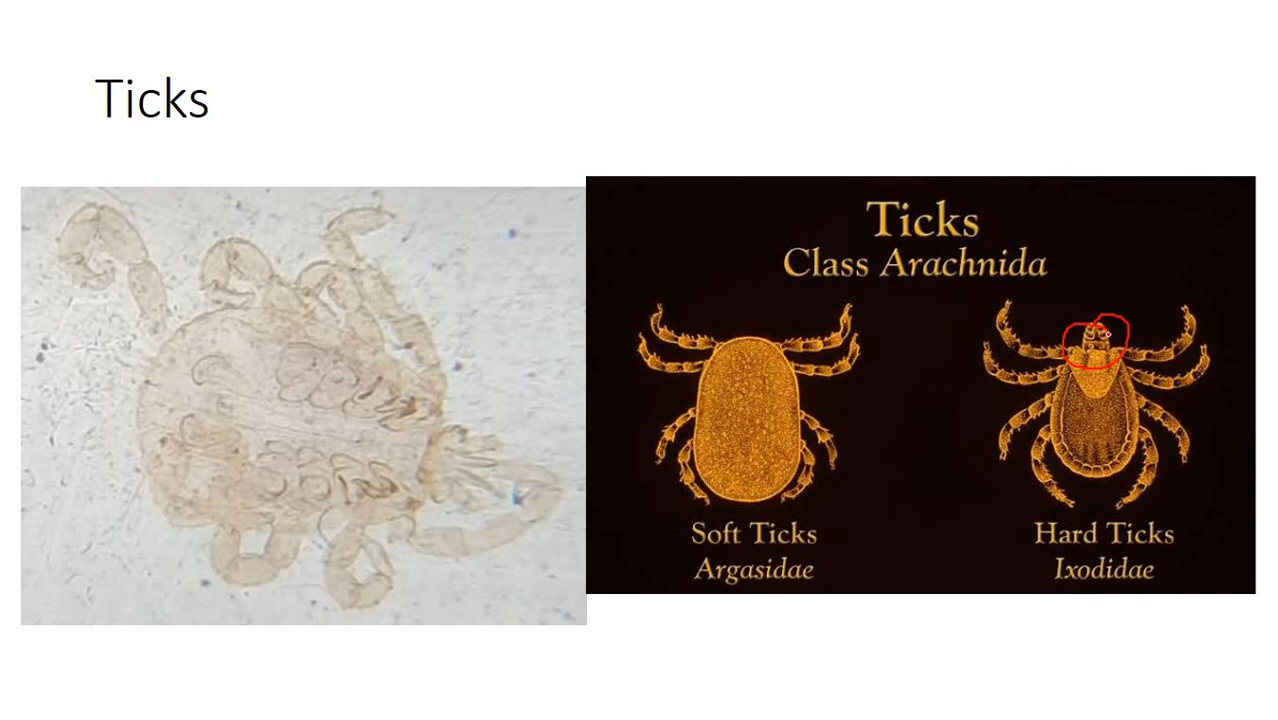 Ticks
Ticks
Class Arachnida
Soft Ticks
Argasidae
Hard Ticks
Ixodidae